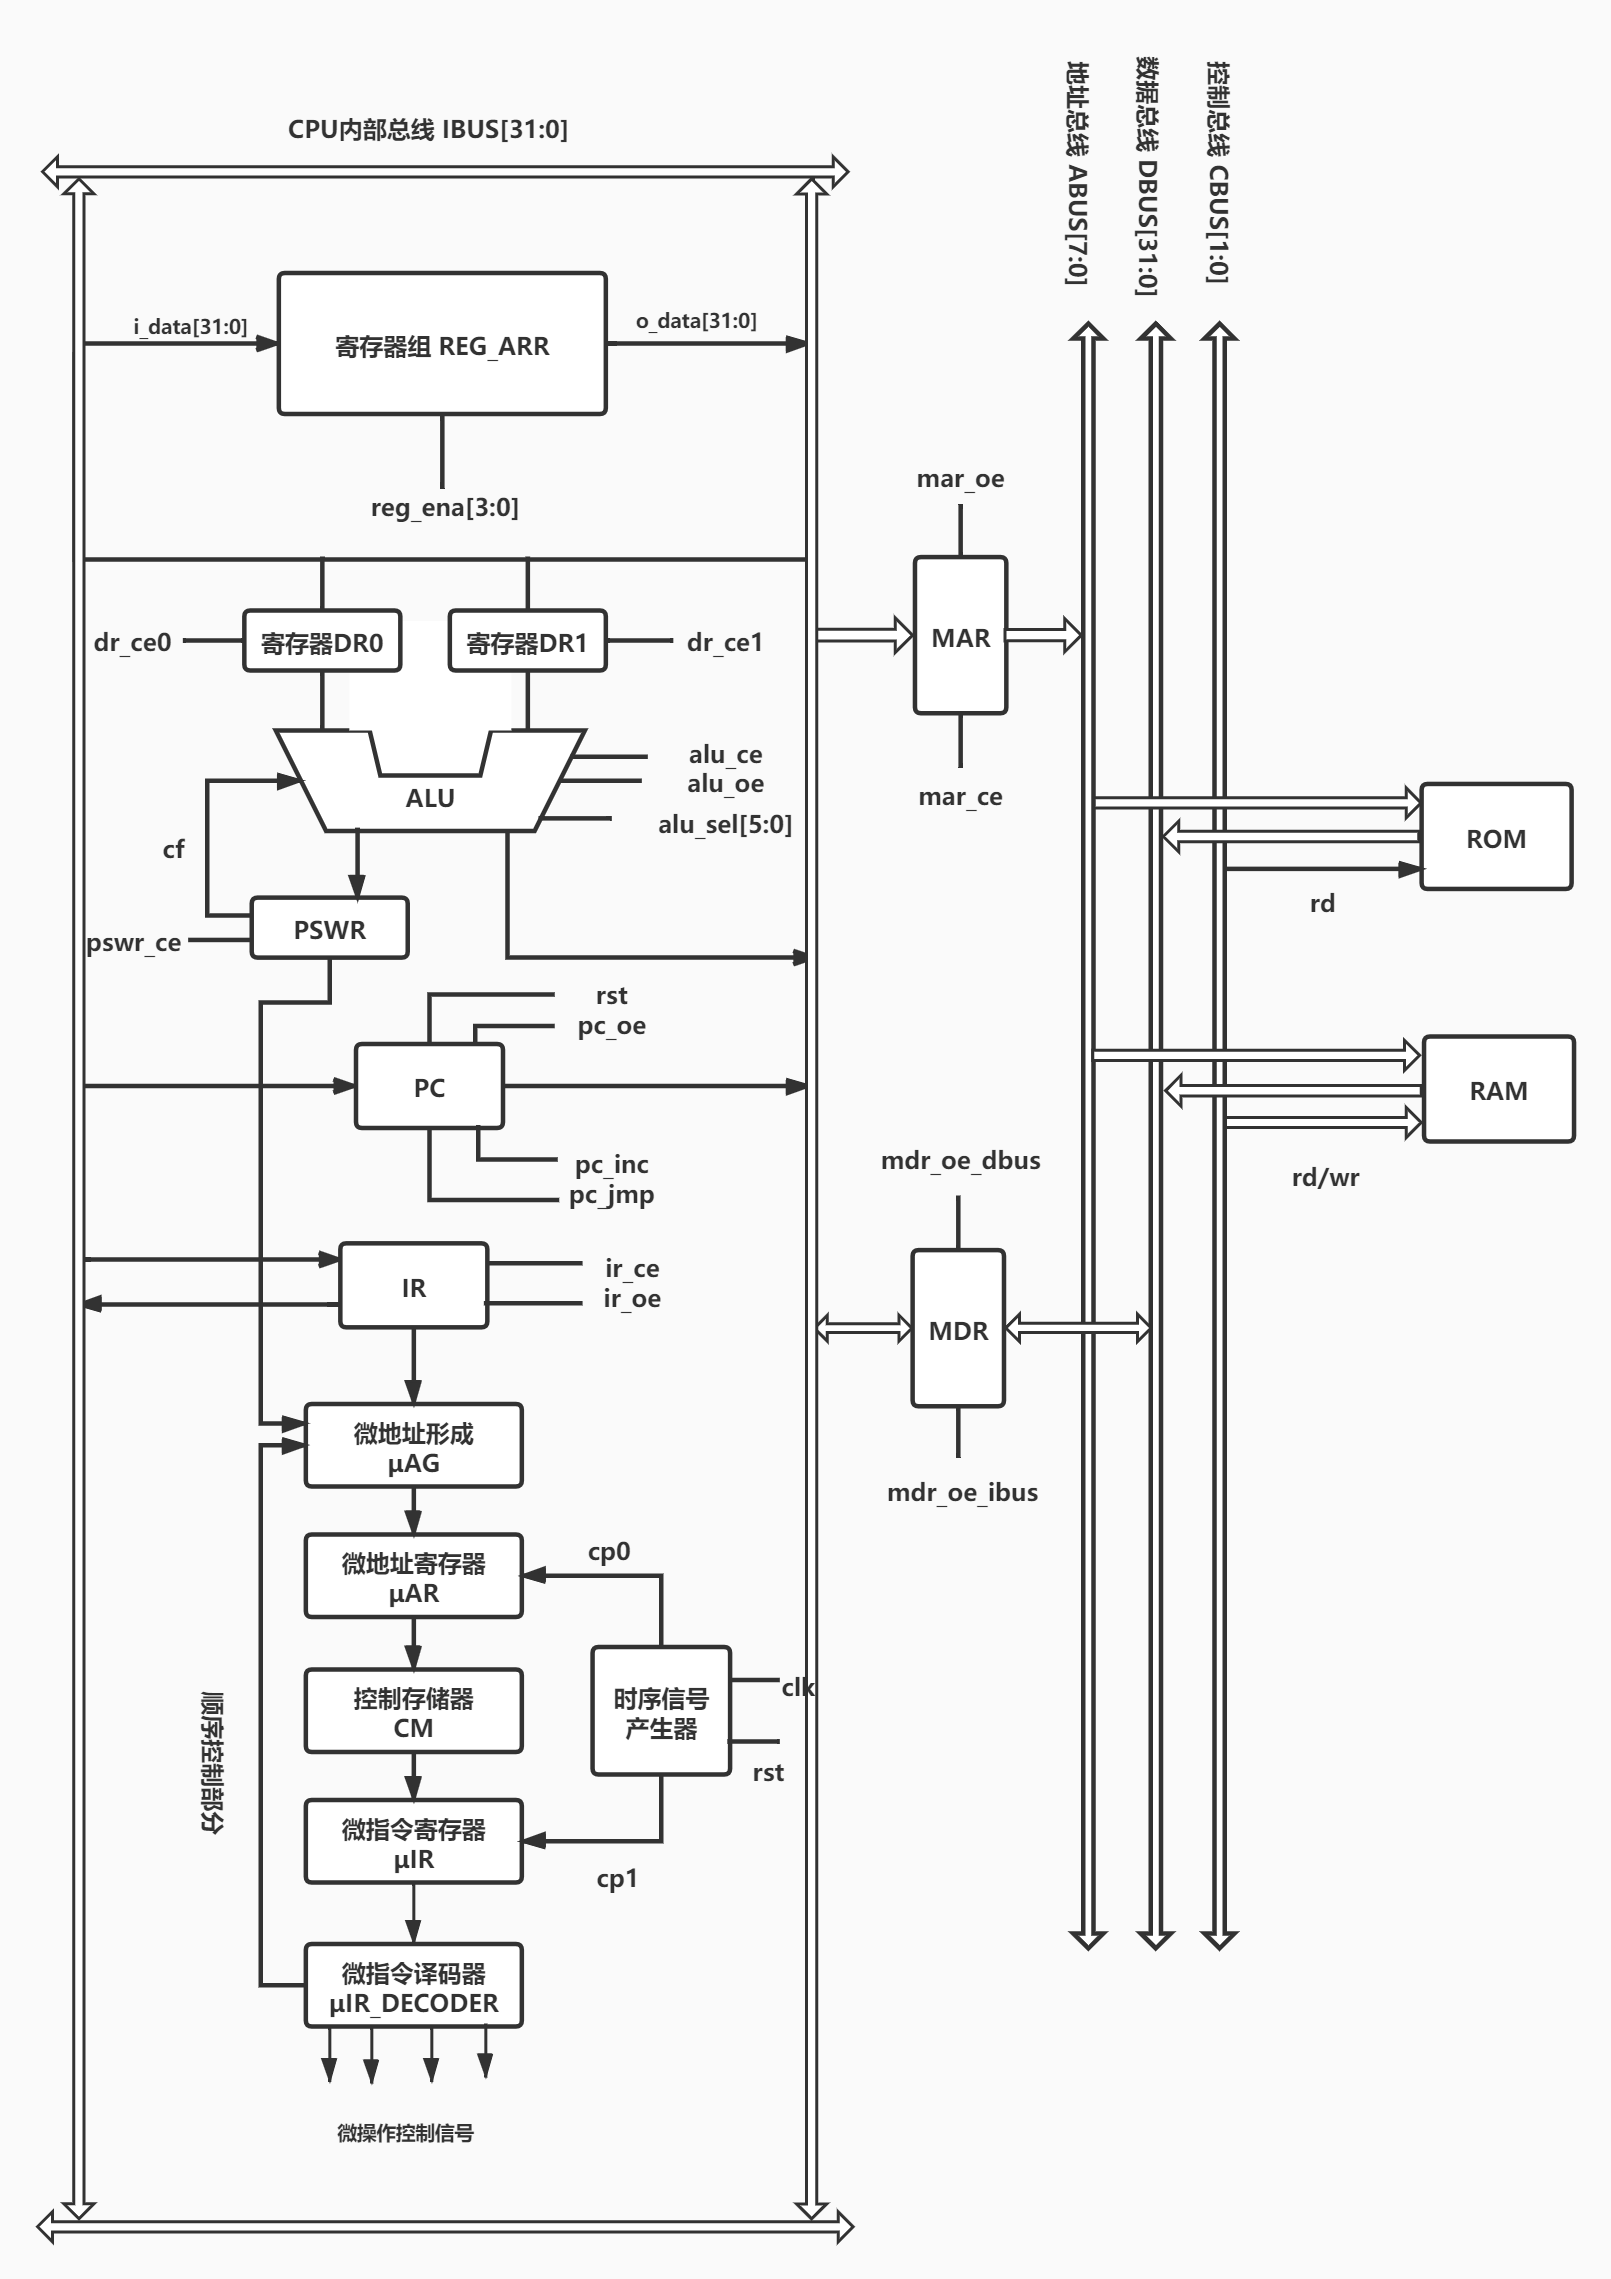 CPU内部总线 IBUS[31:0]
地址总线 ABUS[7:0]
数据总线 DBUS[31:0]
控制总线 CBUS[1:0]
i_data[31:0]
寄存器组 REG_ARR
o_data[31:0]
reg_ena[3:0]
mar_oe
dr_ce0
寄存器DR0
寄存器DR1
dr_ce1
MAR
alu_ce
alu_oe
ALU
alu_sel[5:0]
mar_ce
cf
ROM
rd
PSWR
pswr_ce
rst
pc_oe
PC
RAM
pc_inc
pc_jmp
mdr_oe_dbus
rd/wr
IR
ir_ce
ir_oe
MDR
微地址形成
μAG
mdr_oe_ibus
微地址寄存器
μAR
cp0
控制存储器
CM
时序信号
产生器
clk
rst
顺序控制部分
微指令寄存器
μIR
cp1
微指令译码器
μIR_DECODER
微操作控制信号